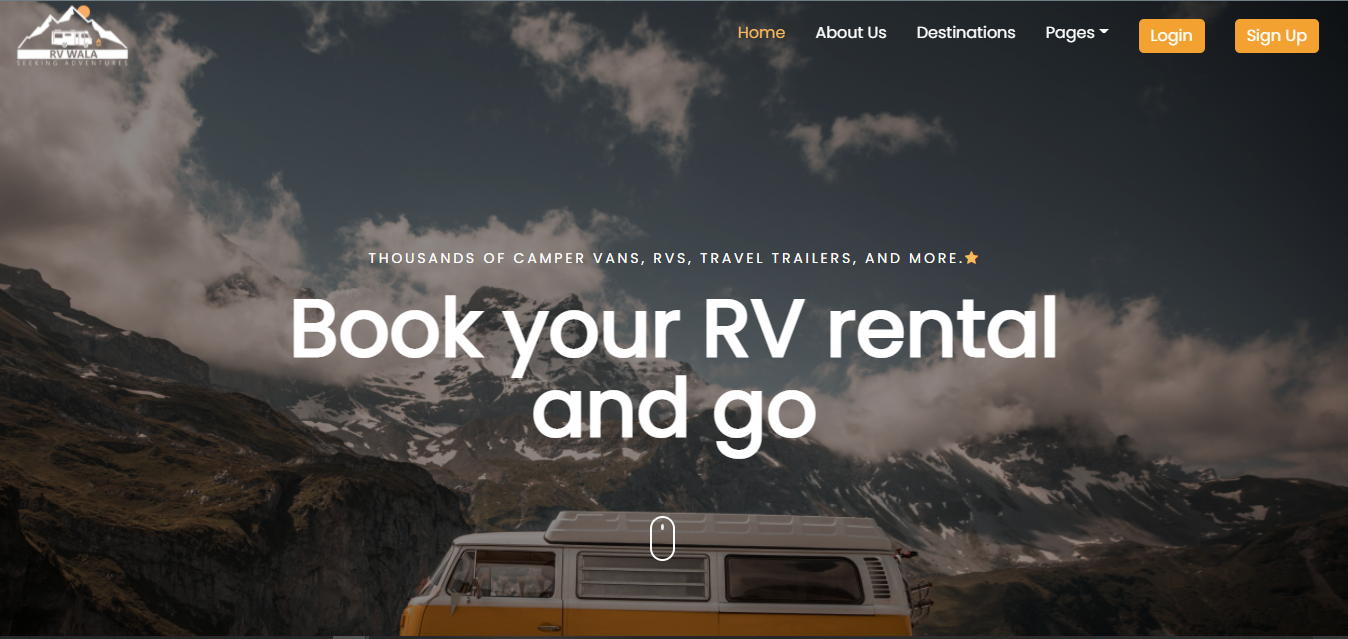 RV WALA
SEEKING ADVENTURES
Home About Us Destinations Pages Login Sign Up
THOUSANDS OF CAMPER VANS, RVS, TRAVEL TRAILERS, AND MORE.
Book your RV rental
and go